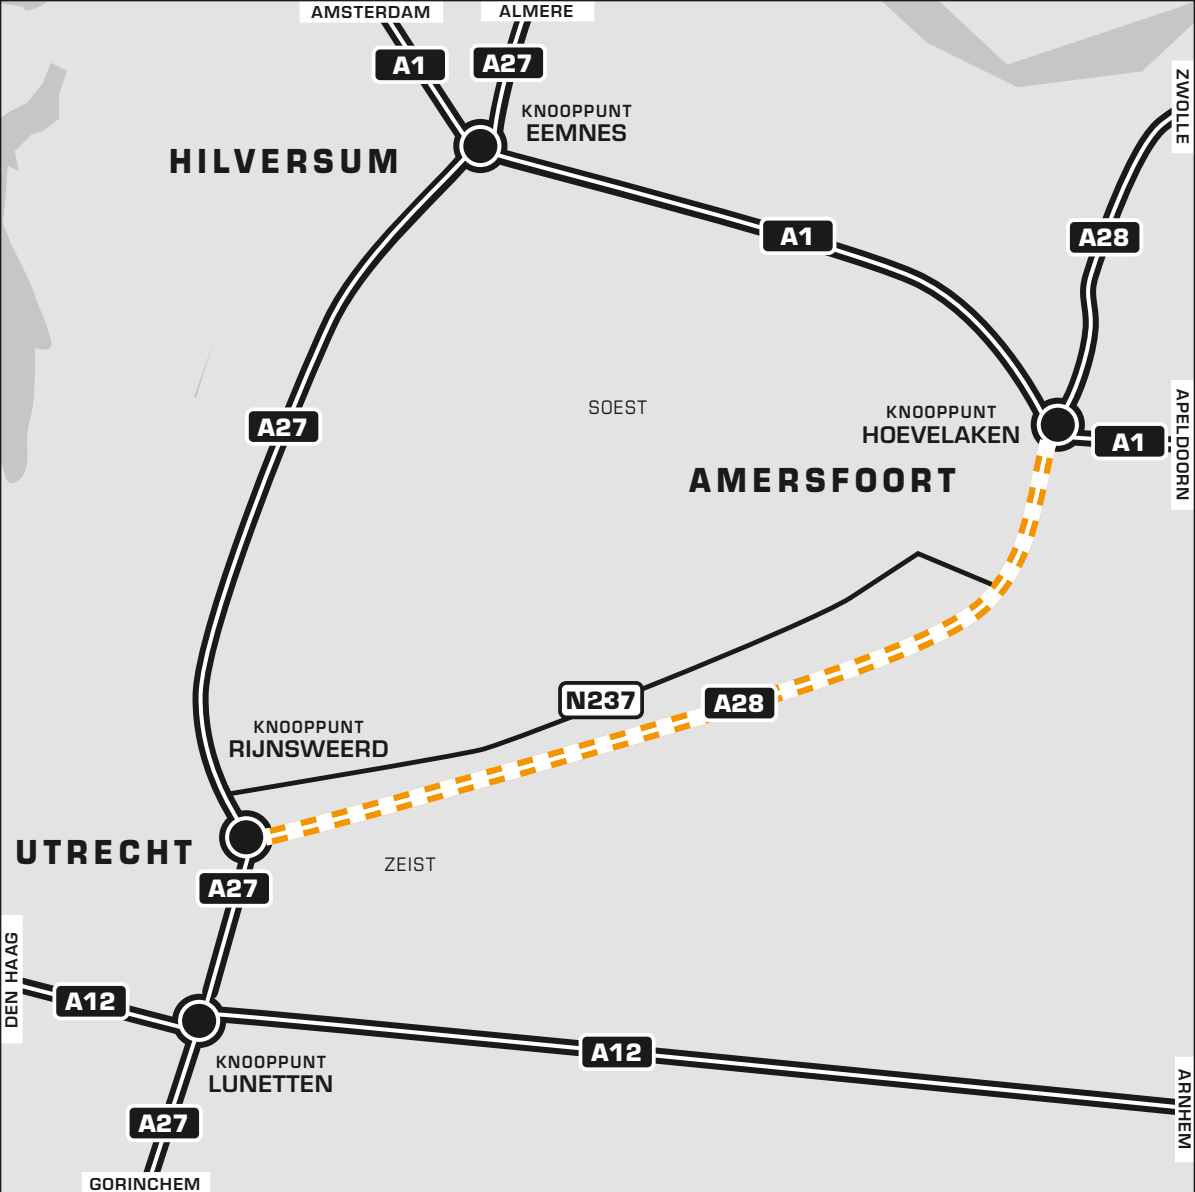 AMSTERDAM
ALMERE
A1
A27
KNOOPPUNT
EEMNES
ZWOLLE
HILVERSUM
A1
A28
SOEST
A27
KNOOPPUNT
HOEVELAKEN
A1
APELDOORN
AMERSFOORT
N237
A28
KNOOPPUNT
RIJNSWEERD
UTRECHT
ZEIST
A27
DEN HAAG
A12
A12
KNOOPPUNT
LUNETTEN
A27
ARNHEM
GORINCHEM